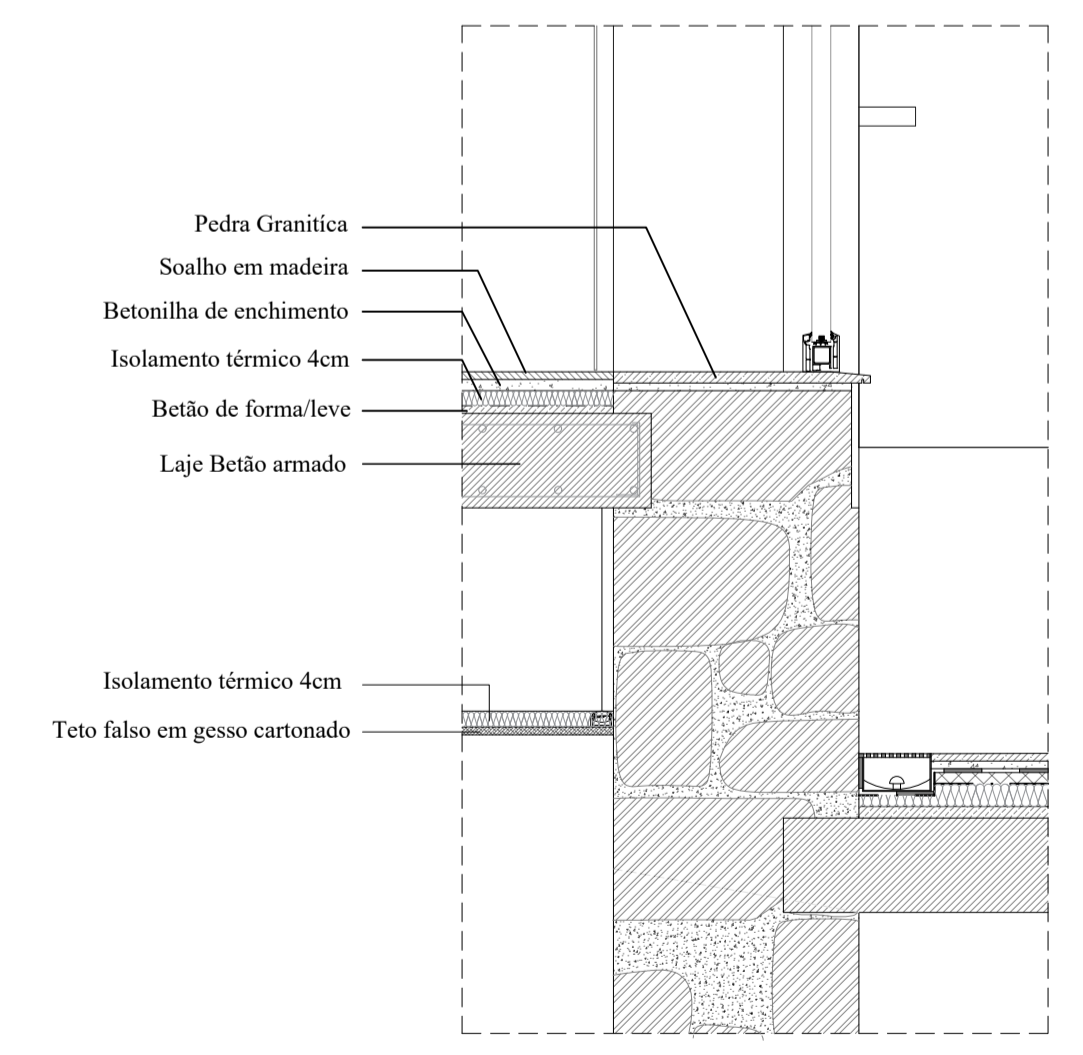 Pedra Granitíca
Soalho em madeira
Betonilha de enchimento
Isolamento térmico 4cm
Betão de forma/leve
Laje Betão armado
Isolamento térmico 4cm
Teto falso em gesso cartonado